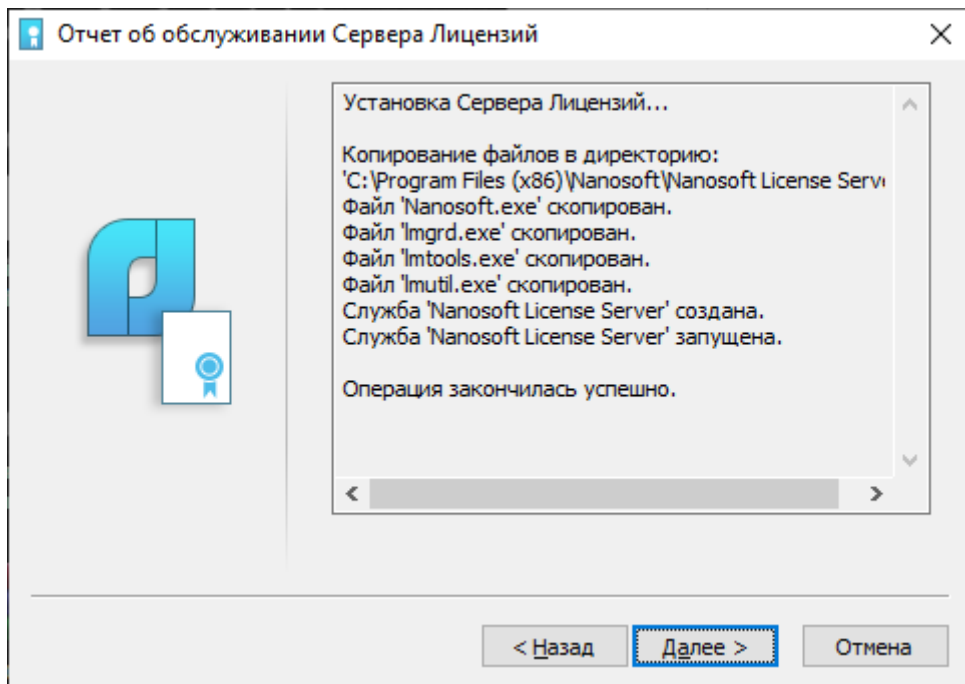 Отчет об обслуживании Сервера Лицензий
Установка Сервера Лицензий...
Копирование файлов в директорию:
'C:\Program Files (x86)\Nanosoft\Nanosoft License Serve
Файл 'Nanosoft.exe' скопирован.
Файл 'lmgrd.exe' скопирован.
Файл 'lmtools.exe' скопирован.
Файл 'lmutil.exe' скопирован.
Служба 'Nanosoft License Server' создана.
Служба 'Nanosoft License Server' запущена.
Операция закончилась успешно.
< Назад
Далее >
Отмена